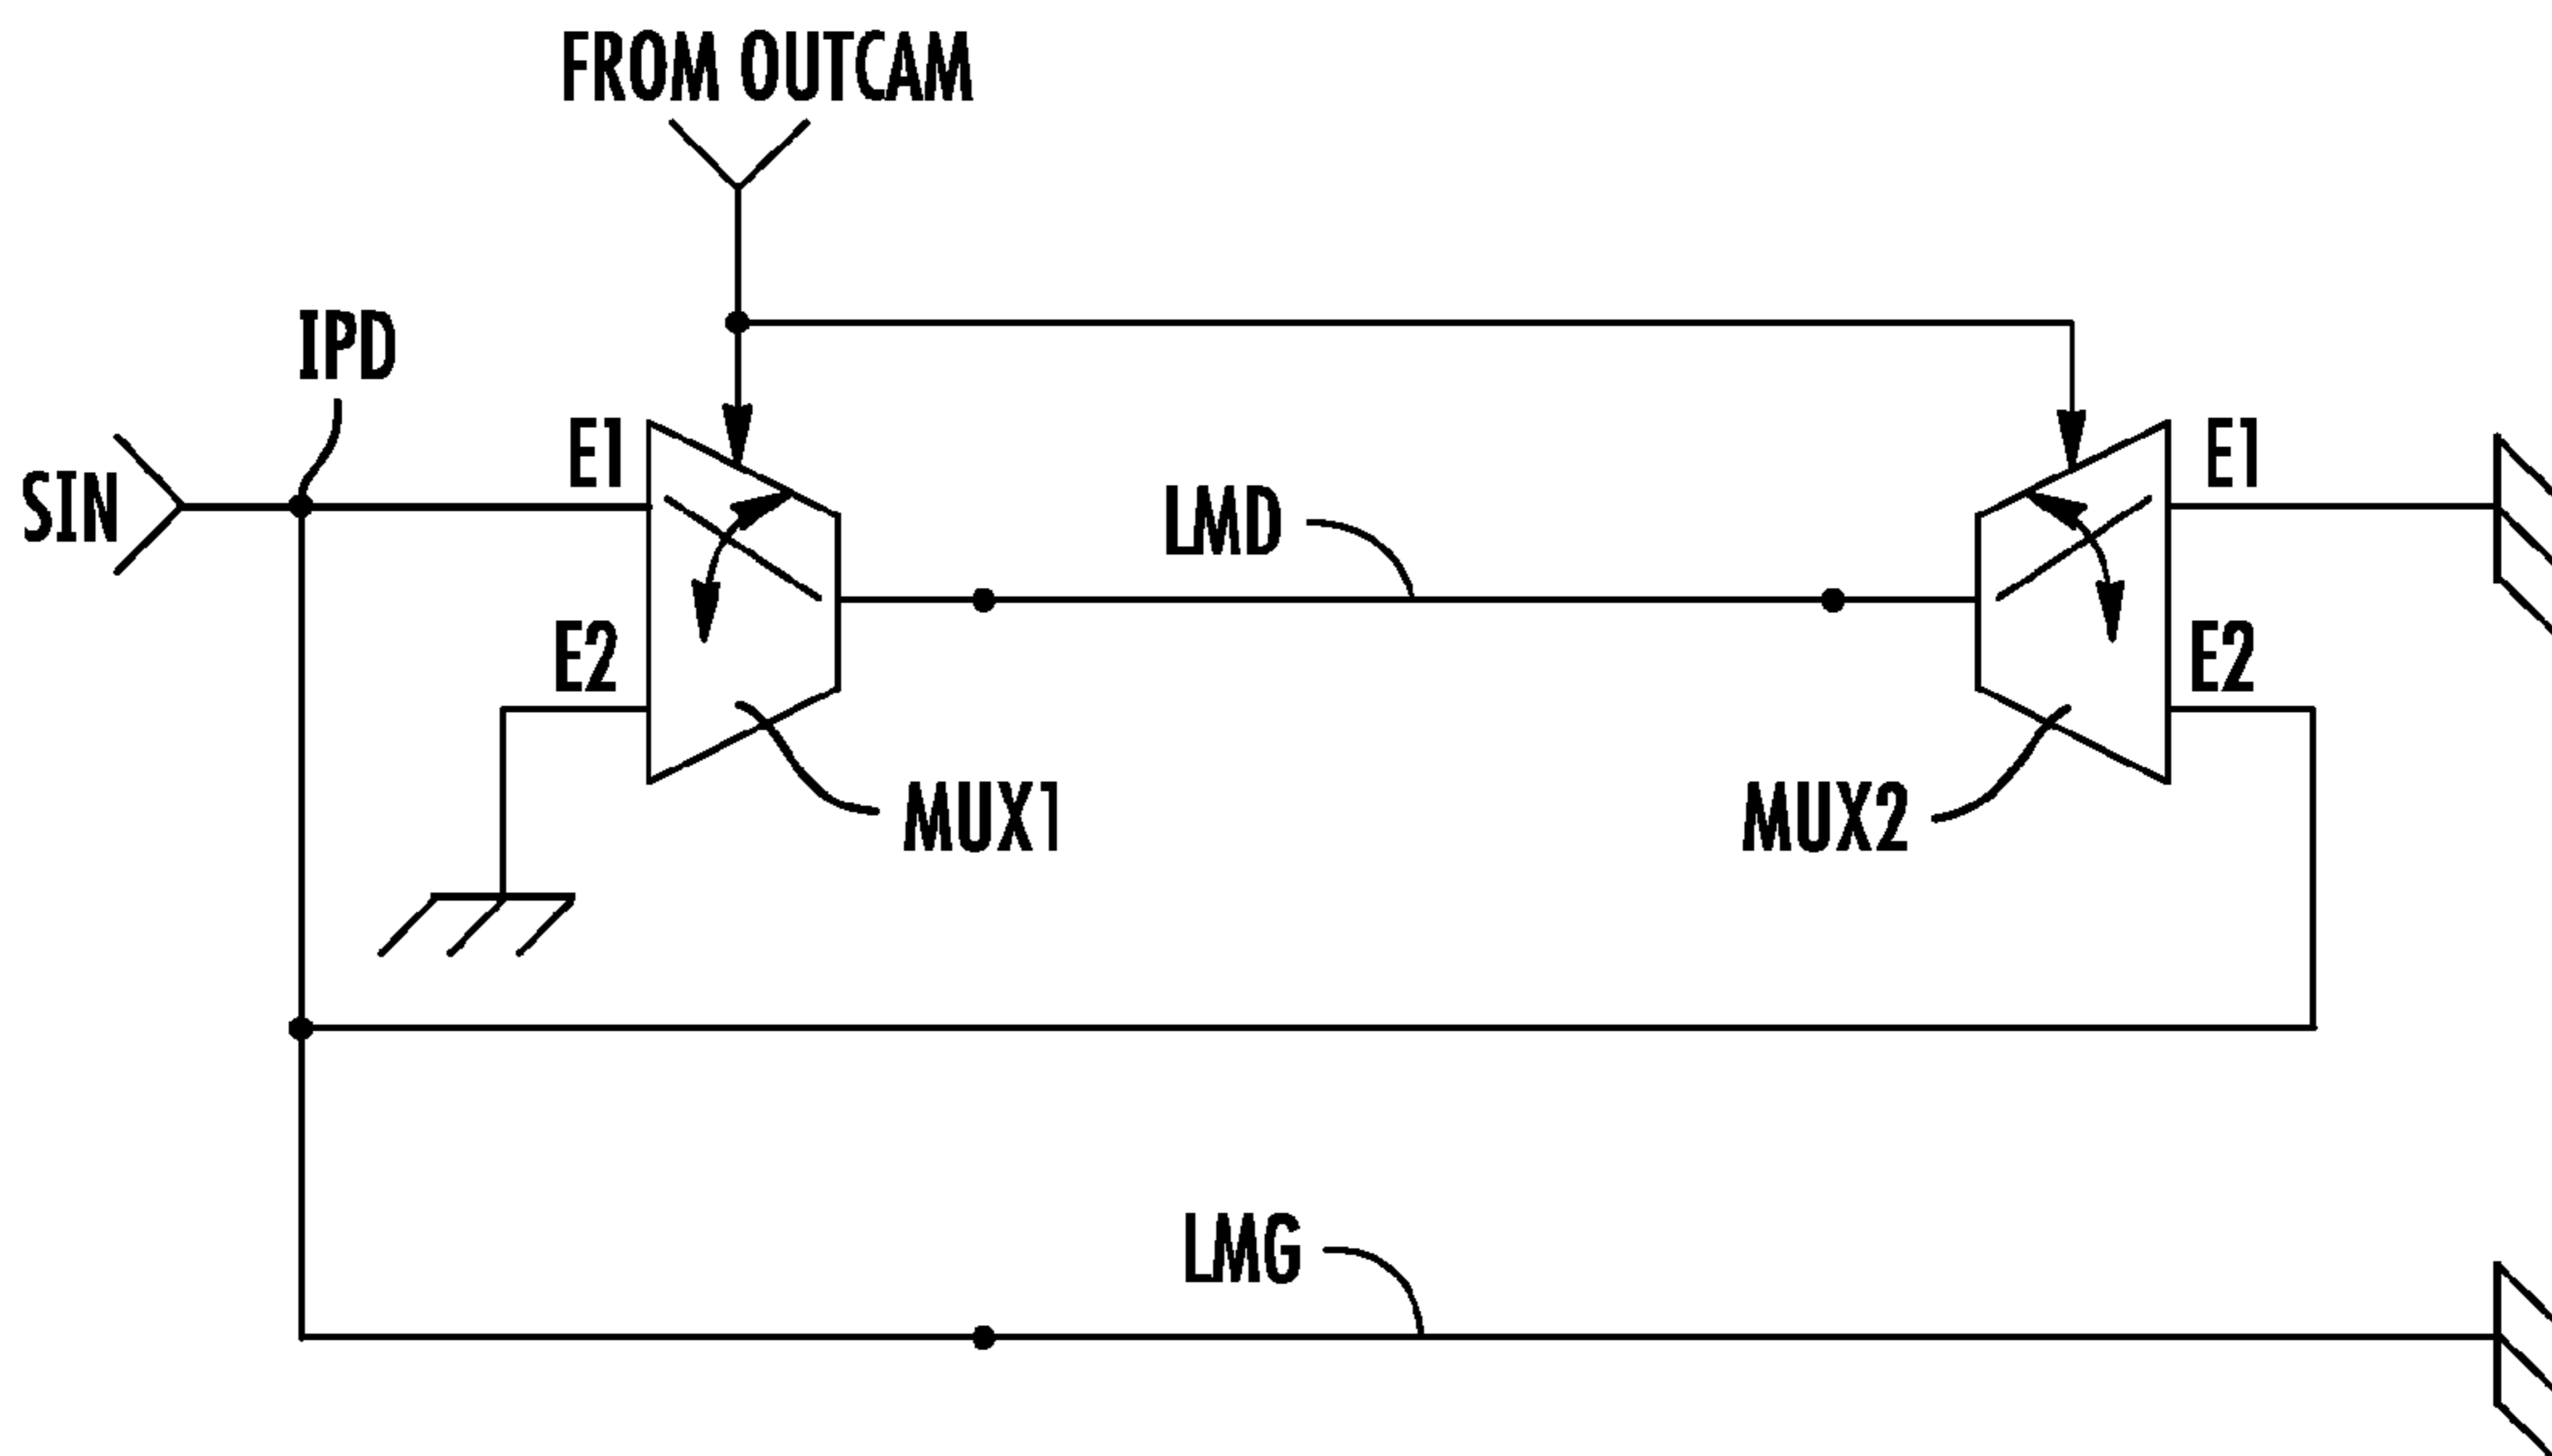 FROM OUTCAM
IPD
SIN
E1
E1
LMD
E2
E2
MUX1
MUX2
LMG